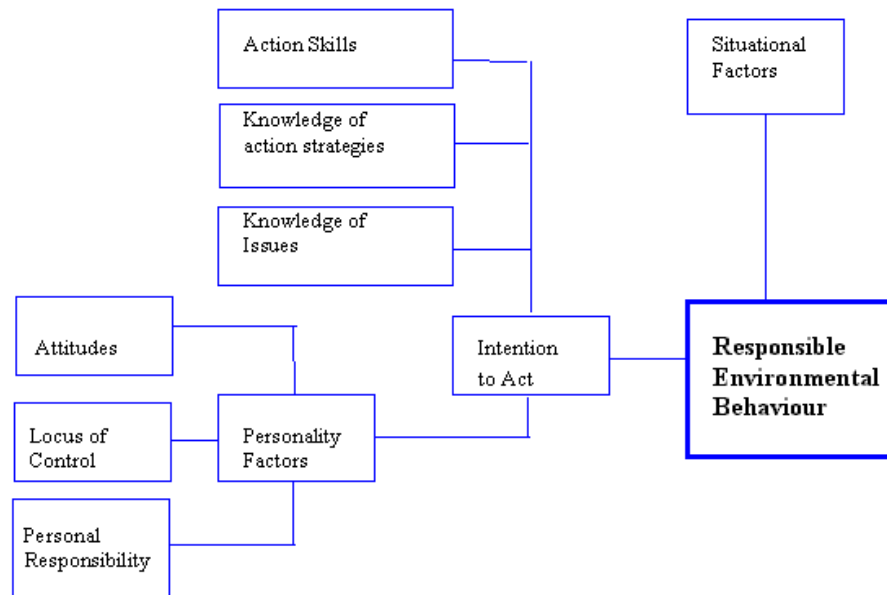 Action Skills
Situational
Factors
Knowledge of
action strategies
Knowledge of
Issues
Attitudes
Intention
to Act
Responsible
Environmental
Behaviour
Locus of
Control
Personality
Factors
Personal
Responsibility